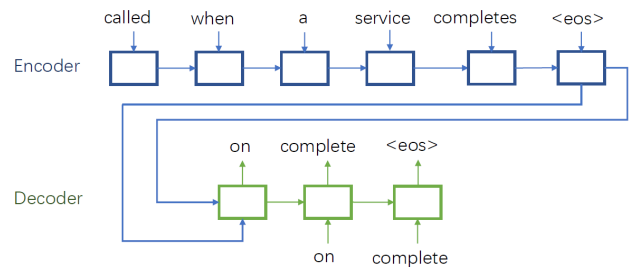 called when a service completes <eos>
Encoder
on complete <eos>
Decoder
on complete